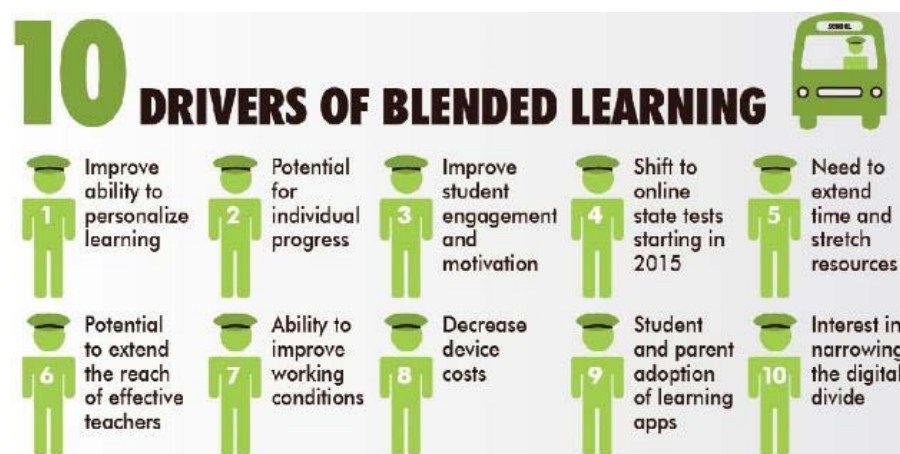 10 DRIVERS OF BLENDED LEARNING
SCHOOL
1
Improve
ability to
personalize
learning
2
Potential
for
individual
progress
3
Improve
student
engagement
and
motivation
4
Shift to
online
state tests
starting in
2015
5
Need to
extend
time and
stretch
resources
6
Potential
to extend
the reach
of effective
teachers
7
Ability to
improve
working
conditions
8
Decrease
device
costs
9
Student
and parent
adoption
of learning
apps
10
Interest in
narrowing
the digital
divide